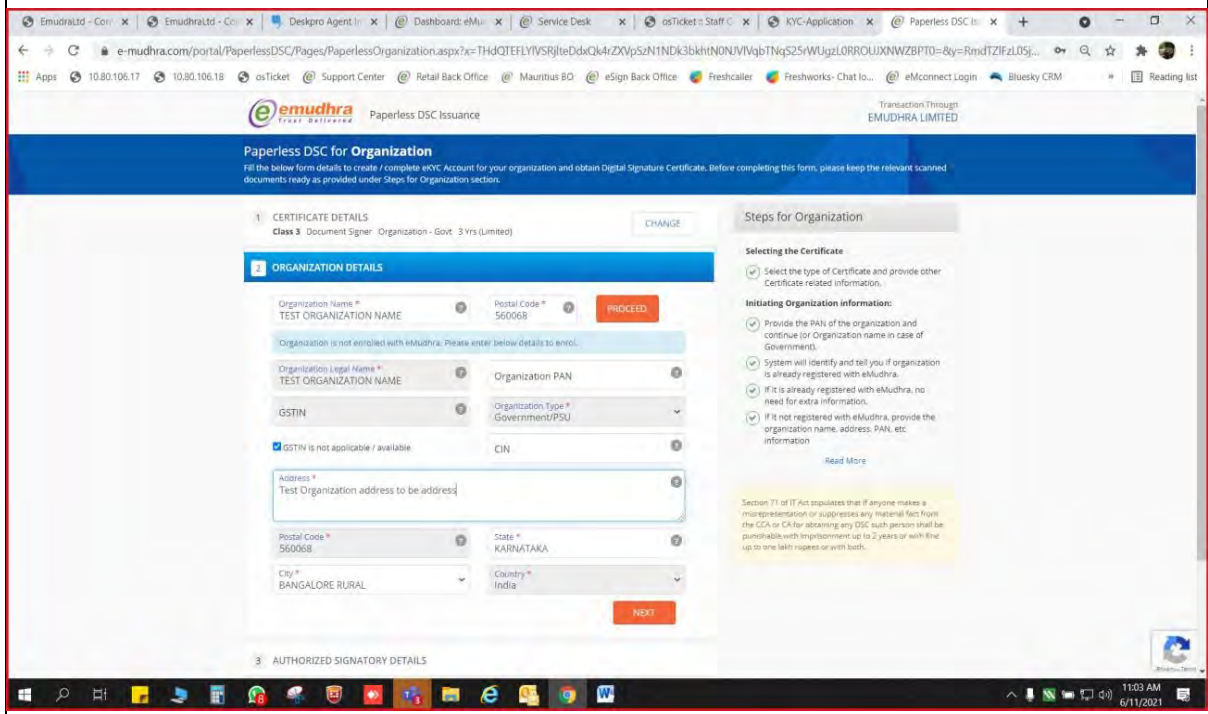 EmudraLtd - Con
EmudhraLtd - Co
Deskpro Agent In
Dashboard: eMu
Service Desk
osTicket :: Staff C
KYC-Application
Paperless DSC Is
e-mudhra.com/portal/PaperlessDSC/Pages/PaperlessOrganization.aspx
Apps
10.80.106.17
10.80.106.18
osTicket
Support Center
Retail Back Office
Mauritius BO
eSign Back Office
Freshcaller
Freshworks- Chat lo...
eMconnect Login
Bluesky CRM
»
Reading list
emudhra
Trust Delivered
Paperless DSC Issuance
Transaction Through
EMUDHRA LIMITED
Paperless DSC for Organization
Fill the below form details to create / complete eKYC Account for your organization and obtain Digital Signature Certificate. Before completing this form, please keep the relevant scanned
documents ready as provided under Steps for Organization section.
1 CERTIFICATE DETAILS
Class 3 Document Signer Organization - Govt 3 Yrs (Limited)
CHANGE
2 ORGANIZATION DETAILS
Organization Name *
TEST ORGANIZATION NAME
Postal Code *
560068
PROCEED
Organization is not enrolled with eMudhra. Please enter below details to enrol.
Organization Legal Name *
TEST ORGANIZATION NAME
Organization PAN
GSTIN
Organization Type *
Government/PSU
GSTIN is not applicable / available
CIN
Address *
Test Organization address to be address
Postal Code *
560068
State *
KARNATAKA
City *
BANGALORE RURAL
Country *
India
NEXT
3 AUTHORIZED SIGNATORY DETAILS
Steps for Organization
Selecting the Certificate
Select the type of Certificate and provide other
Certificate related information.
Initiating Organization information:
Provide the PAN of the organization and
continue (or Organization name in case of
Government).
System will identify and tell you if organization
is already registered with eMudhra.
If it is already registered with eMudhra, no
need for extra information.
If it not registered with eMudhra, provide the
organization name, address, PAN, etc
information
Read More
Section 71 of IT Act stipulates that if anyone makes a
misrepresentation or suppresses any material fact from
the CCA or CA for obtaining any DSC such person shall be
punishable with imprisonment up to 2 years or with fine
up to one lakh rupees or with both.
11:03 AM
6/11/2021